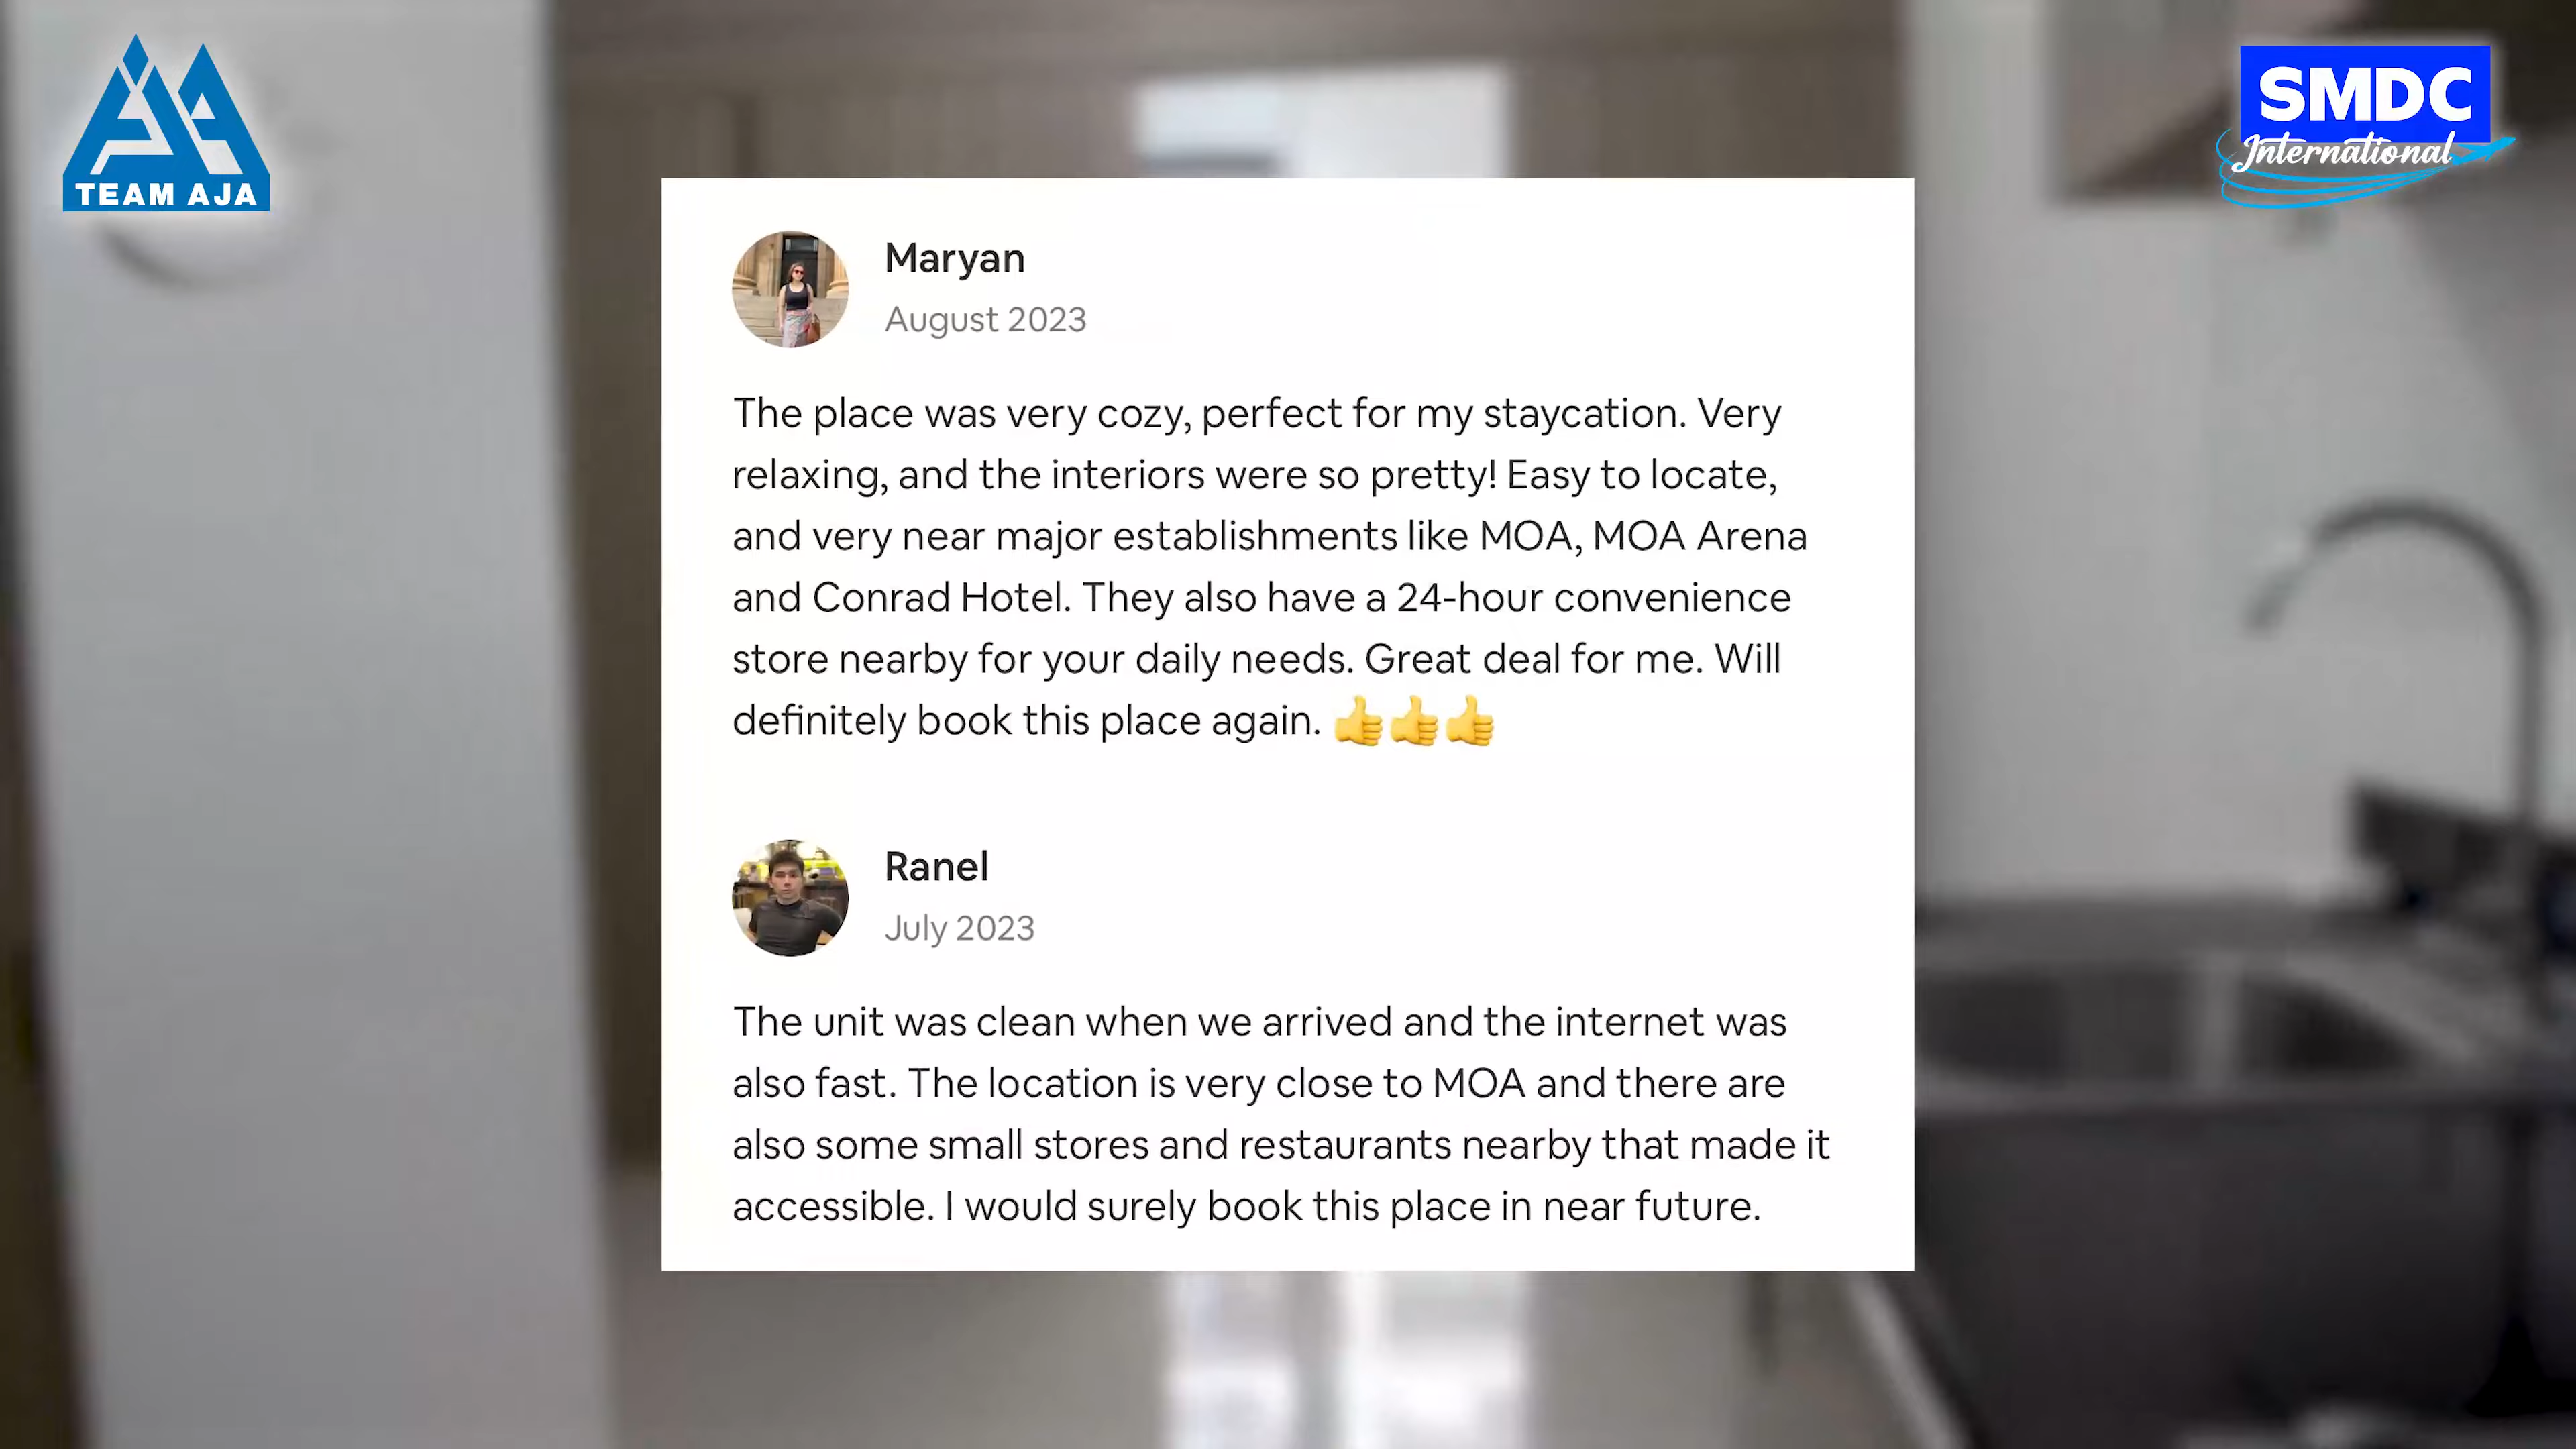 TEAM AJA
SMDC
International
Maryan
August 2023
The place was very cozy, perfect for my staycation. Very
relaxing, and the interiors were so pretty! Easy to locate,
and very near major establishments like MOA, MOA Arena
and Conrad Hotel. They also have a 24-hour convenience
store nearby for your daily needs. Great deal for me. Will
definitely book this place again. 👍👍👍
Ranel
July 2023
The unit was clean when we arrived and the internet was
also fast. The location is very close to MOA and there are
also some small stores and restaurants nearby that made it
accessible. I would surely book this place in near future.